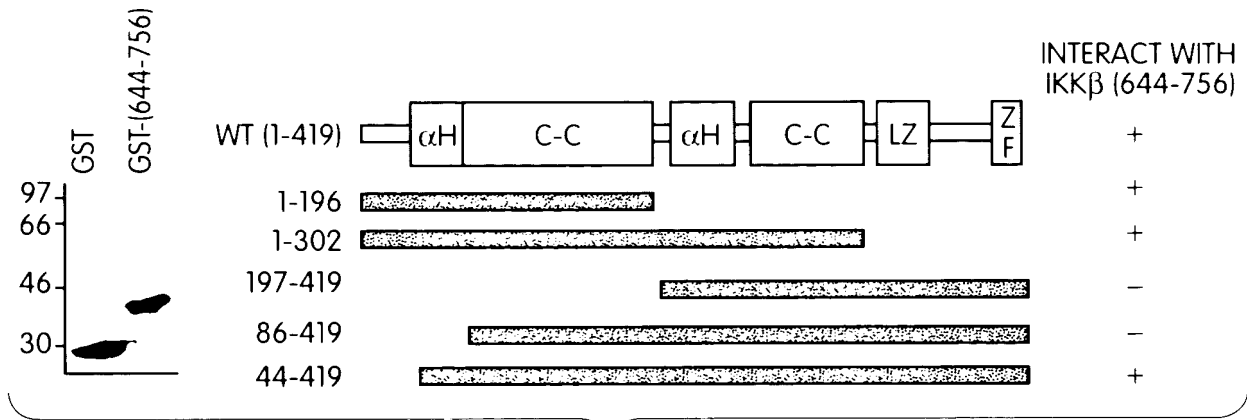 GST
GST-(644-756)
97
66
46
30
INTERACT WITH
IKKβ (644-756)
WT (1-419) αH C-C αH C-C LZ ZF +
1-196 +
1-302 +
197-419 −
86-419 −
44-419 +